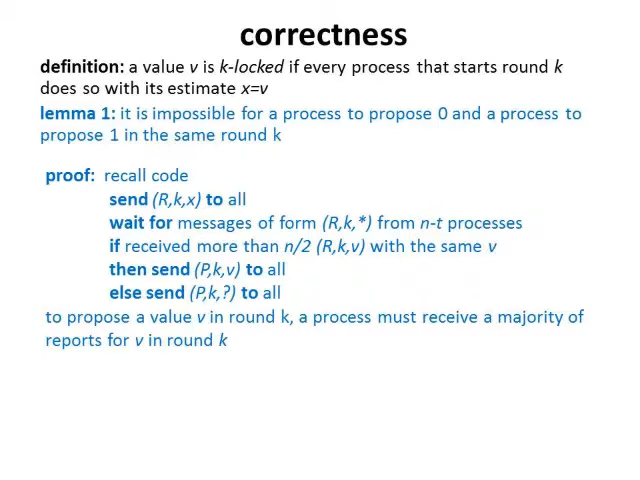 correctness
definition: a value v is k-locked if every process that starts round k
does so with its estimate x=v
lemma 1: it is impossible for a process to propose 0 and a process to
propose 1 in the same round k
proof: recall code
send (R,k,x) to all
wait for messages of form (R,k,*) from n-t processes
if received more than n/2 (R,k,v) with the same v
then send (P,k,v) to all
else send (P,k,?) to all
to propose a value v in round k, a process must receive a majority of
reports for v in round k